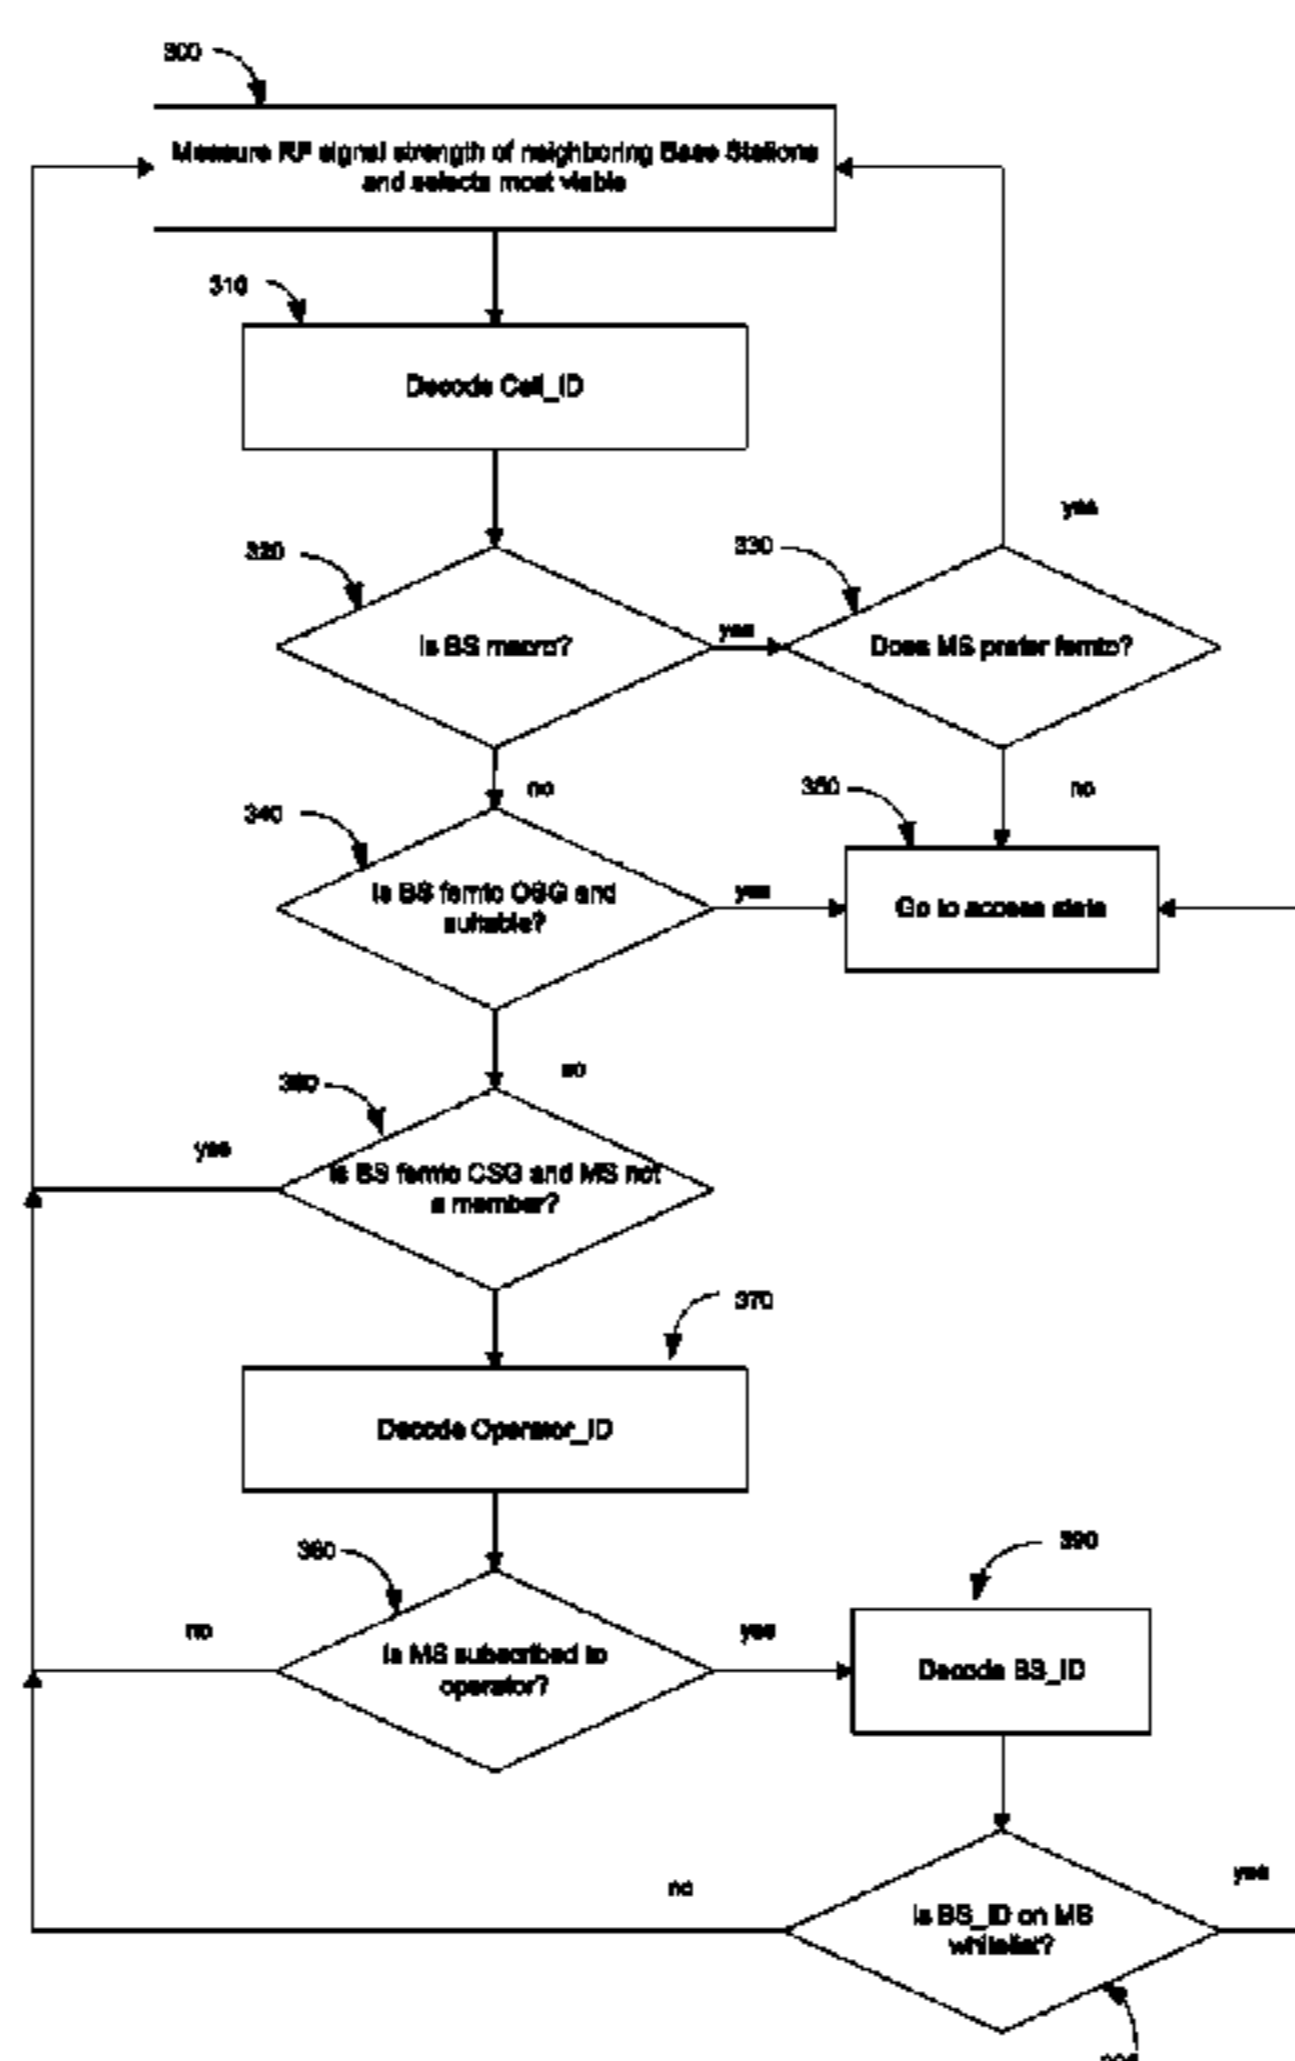 300
Measure RF signal strength of neighboring Base Stations
and selects most viable
310
Decode Cell_ID
320
Is BS macro?
yes
330
Does MS prefer femto?
yes
no
no
340
Is BS femto OSG and
suitable?
yes
350
Go to access state
no
360
yes
Is BS femto CSG and MS not
a member?
370
Decode Operator_ID
380
no
Is MS subscribed to
operator?
yes
390
Decode BS_ID
no
Is BS_ID on MS
whitelist?
yes